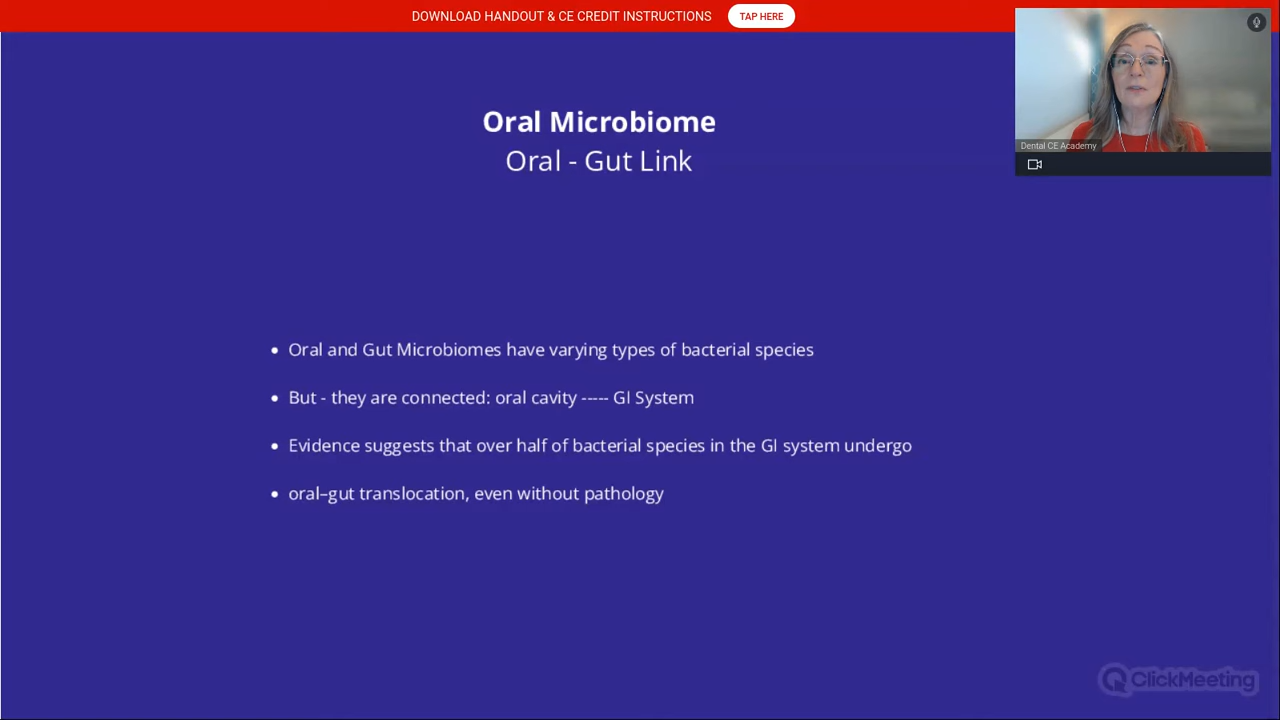 DOWNLOAD HANDOUT & CE CREDIT INSTRUCTIONS TAP HERE
Dental CE Academy
Oral Microbiome
Oral - Gut Link
• Oral and Gut Microbiomes have varying types of bacterial species
• But - they are connected: oral cavity ----- GI System
• Evidence suggests that over half of bacterial species in the GI system undergo
• oral–gut translocation, even without pathology
ClickMeeting